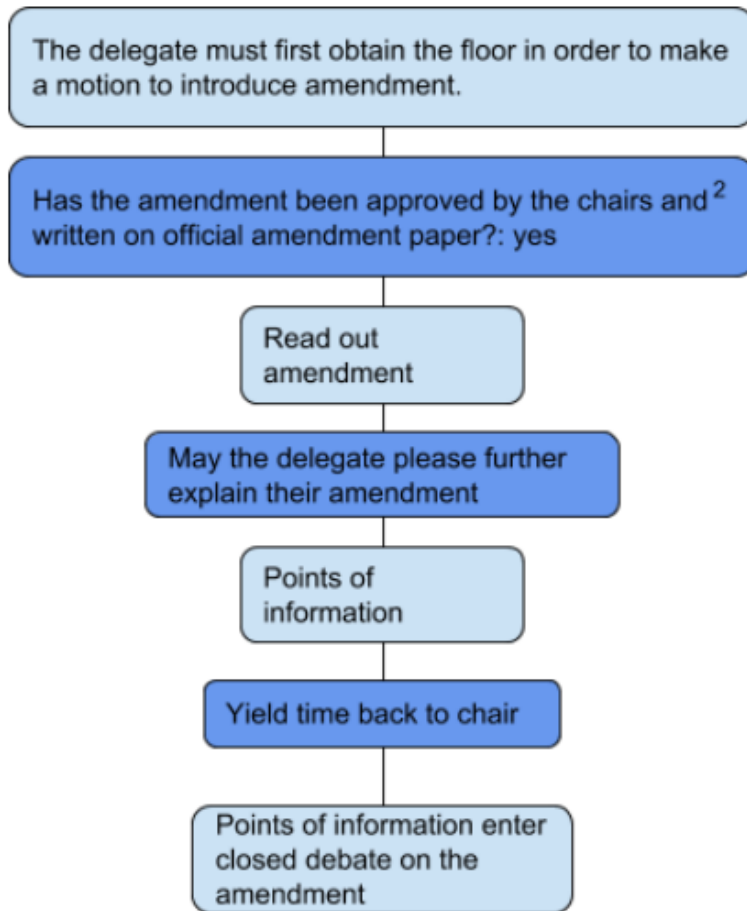 The delegate must first obtain the floor in order to make
a motion to introduce amendment.
Has the amendment been approved by the chairs and 2
written on official amendment paper?: yes
Read out
amendment
May the delegate please further
explain their amendment
Points of
information
Yield time back to chair
Points of information enter
closed debate on the
amendment